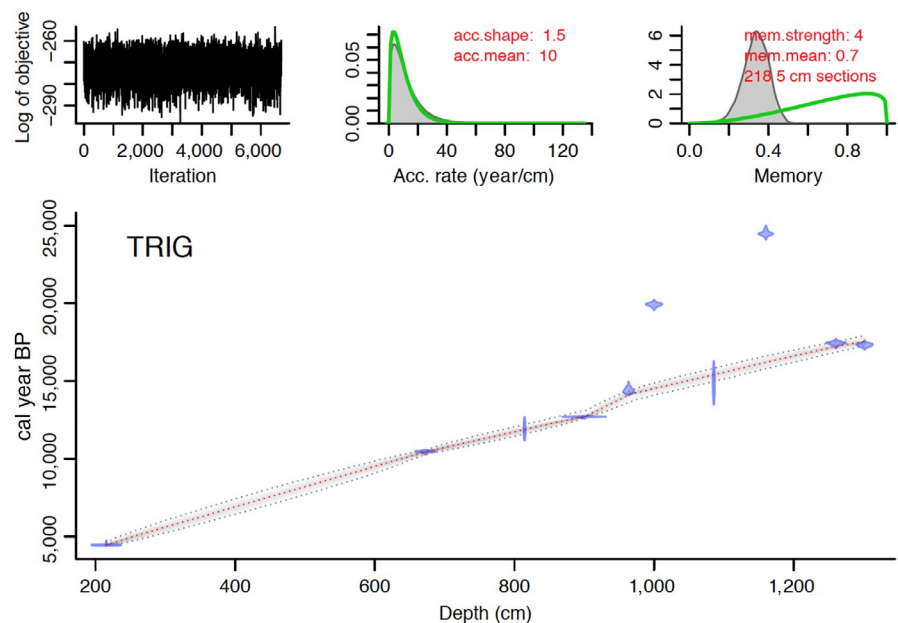 Log of objective
-260
-290
0
2,000
4,000
6,000
Iteration
0.05
0.00
0
20
40
60
80
120
Acc. rate (year/cm)
acc.shape: 1.5
acc.mean: 10
6
4
2
0
0.0
0.4
0.8
Memory
mem.strength: 4
mem.mean: 0.7
218 5 cm sections
TRIG
cal year BP
25,000
20,000
15,000
10,000
5,000
200
400
600
800
1,000
1,200
Depth (cm)